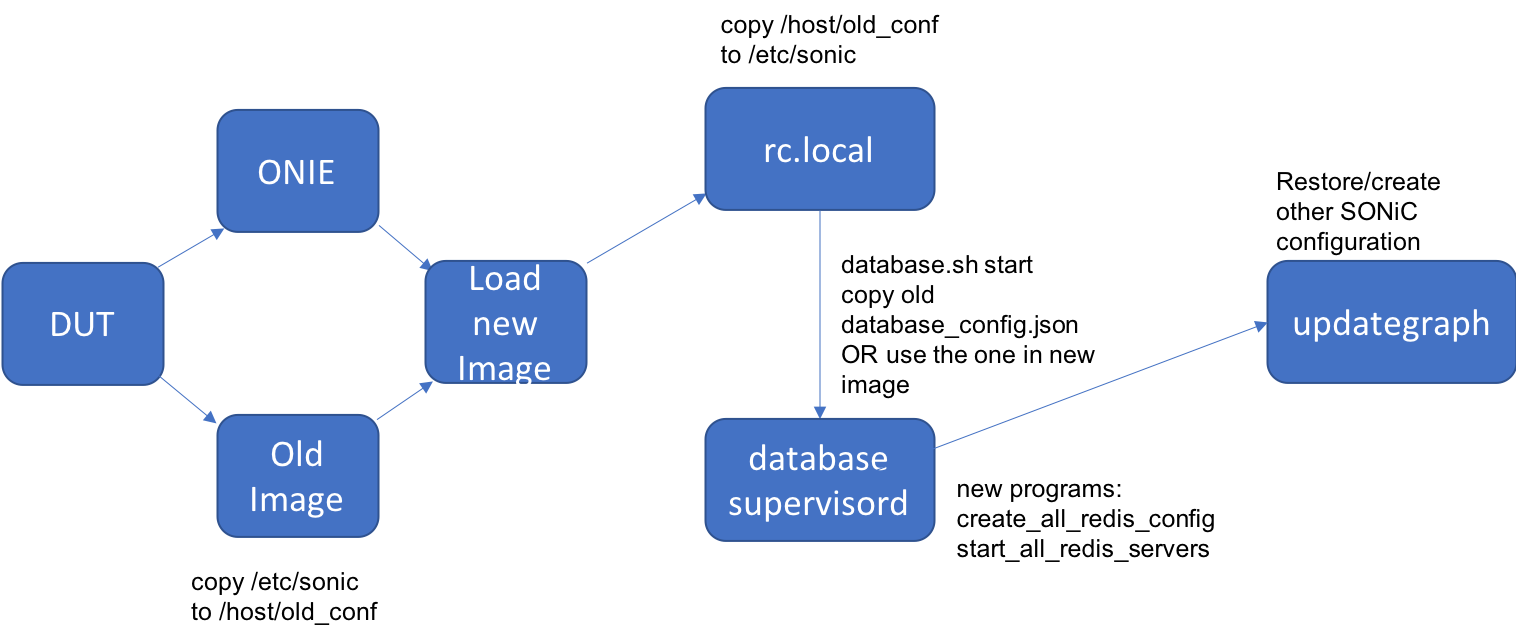 copy /host/old_conf
to /etc/sonic
ONIE
rc.local
DUT
Load
new
Image
Old
Image
copy /etc/sonic
to /host/old_conf
database.sh start
copy old
database_config.json
OR use the one in new
image
database
supervisord
new programs:
create_all_redis_config
start_all_redis_servers
Restore/create
other SONiC
configuration
updategraph